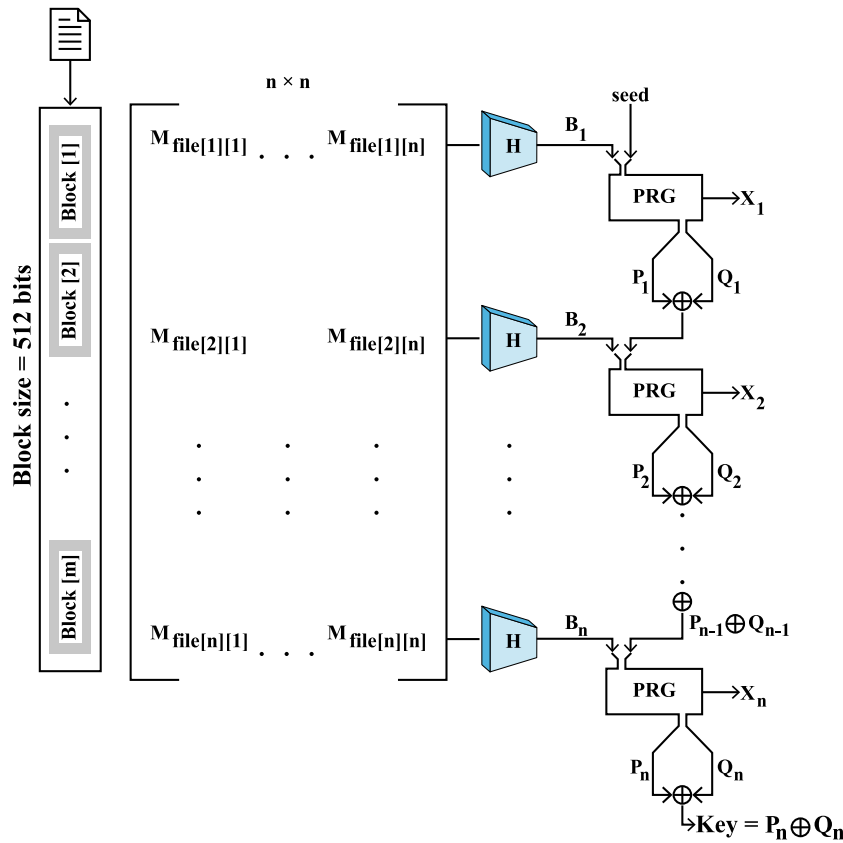 n × n
Block size = 512 bits
Block [1]
Block [2]
Block [m]
M file[1][1] . . . M file[1][n]
H
B1
seed
PRG
X1
P1
Q1
M file[2][1] M file[2][n]
H
B2
PRG
X2
P2
Q2
M file[n][1] . . . M file[n][n]
H
Bn
Pn-1⊕Qn-1
PRG
Xn
Pn
Qn
Key = Pn⊕Qn